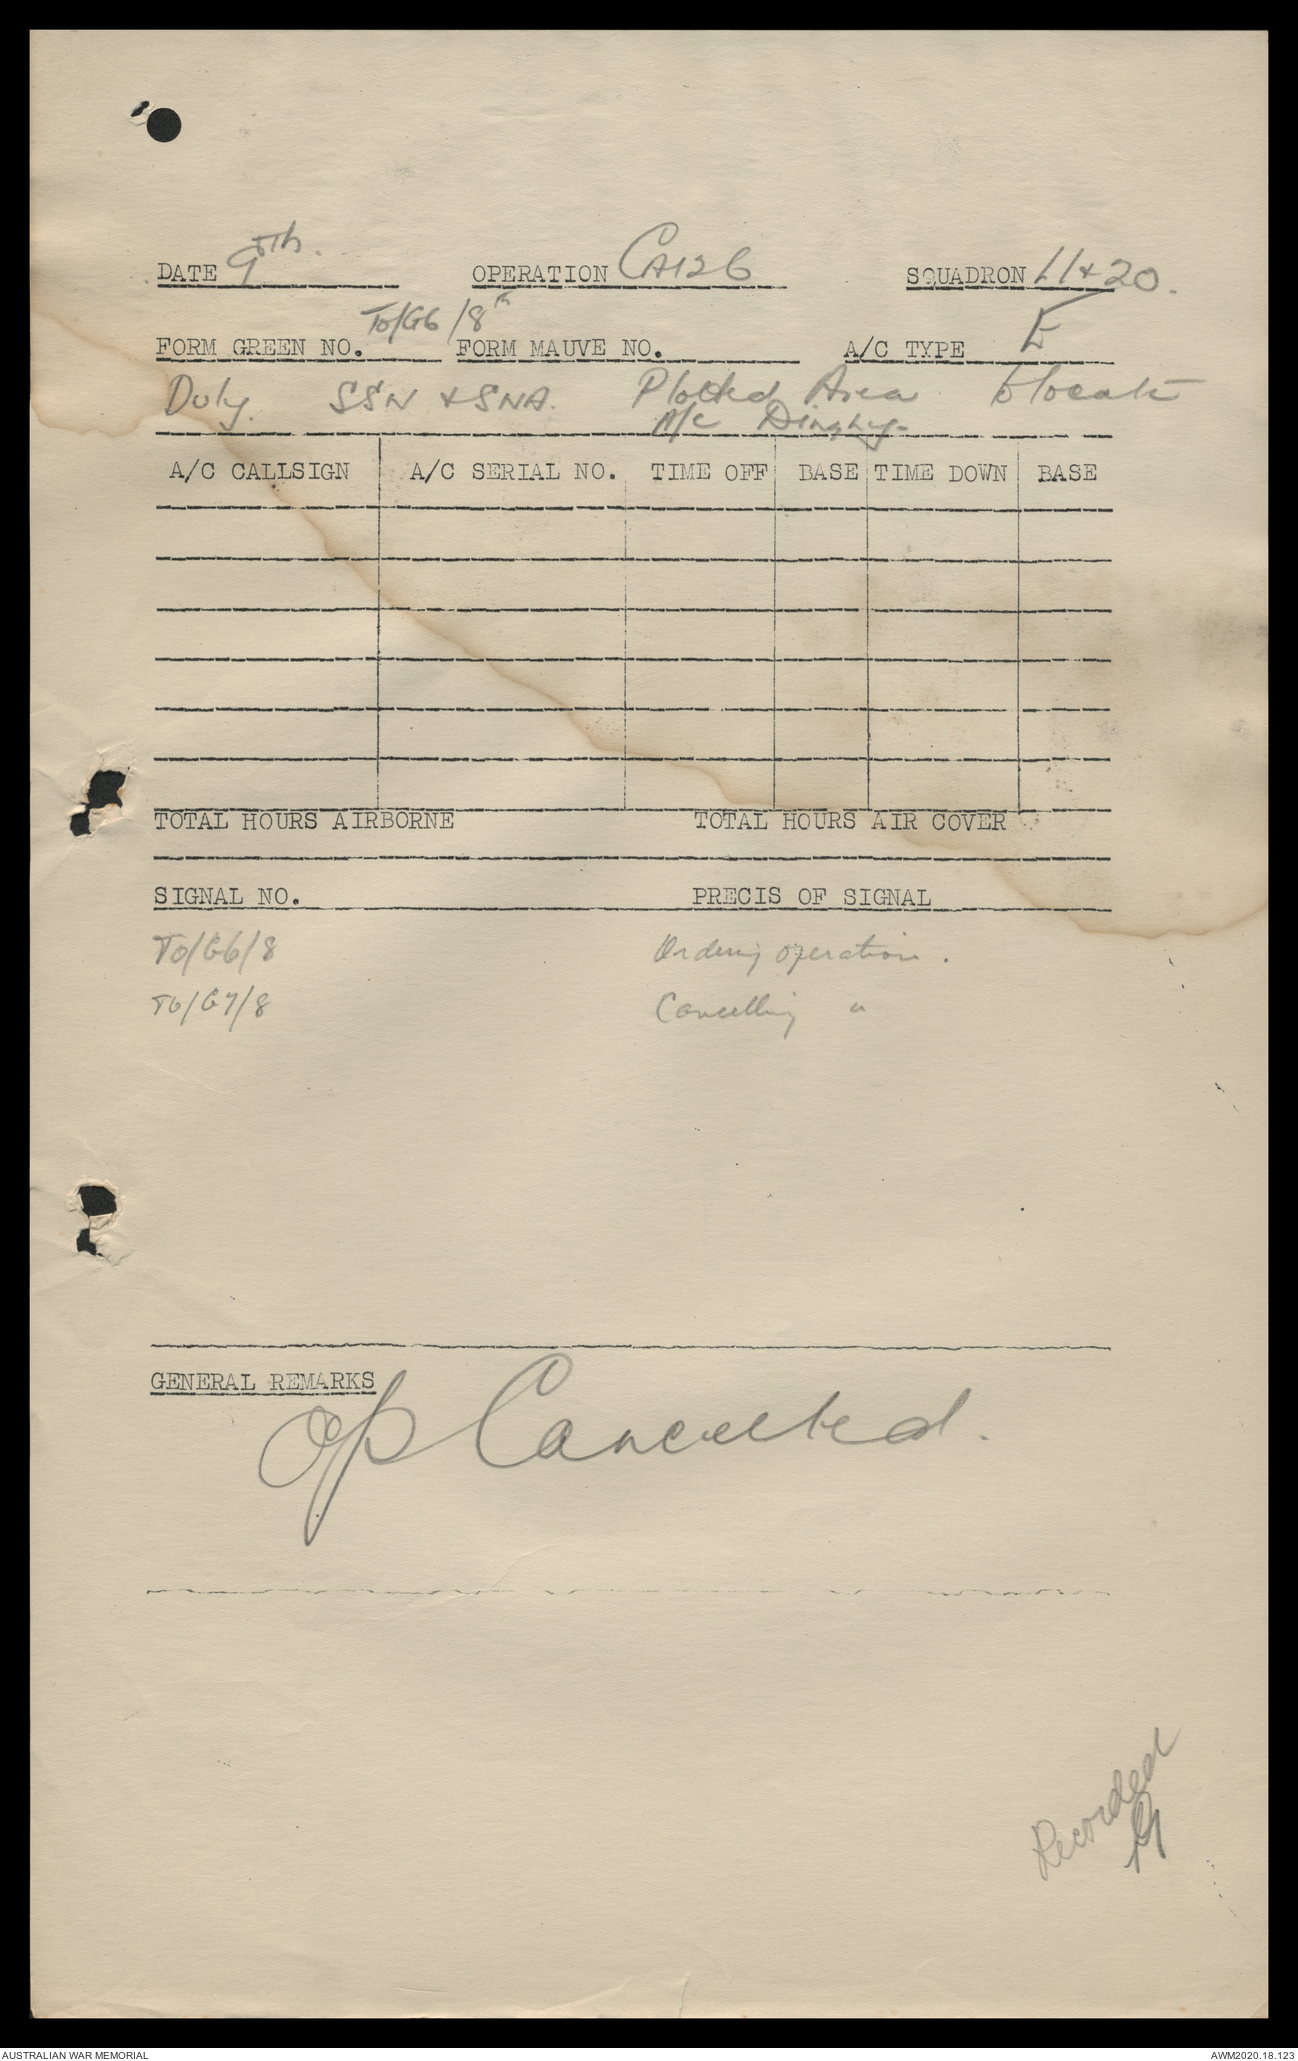 DATE 9th. OPERATION CA126 SQUADRON 11+20.
FORM GREEN NO. To/G6/8th FORM MAUVE NO. A/C TYPE E
Duty. SSN + SNA. Plotted Area to locate
A/C Dinghy.
A/C CALLSIGN A/C SERIAL NO. TIME OFF BASE TIME DOWN BASE
TOTAL HOURS AIRBORNE TOTAL HOURS AIR COVER
SIGNAL NO. PRECIS OF SIGNAL
TO/G6/8 Ordering operation.
TO/G7/8 Cancelling "
GENERAL REMARKS
Op Cancelled.
Recorded
AUSTRALIAN WAR MEMORIAL AWM2020.18.123